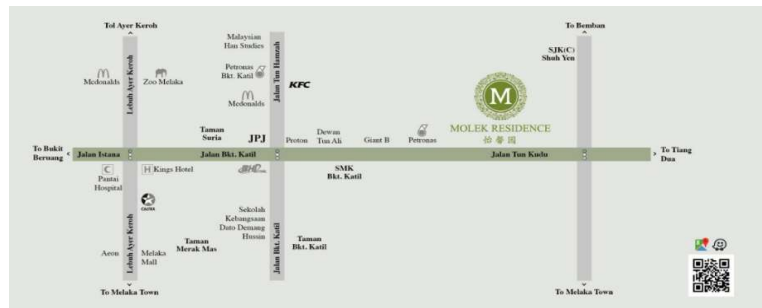 Tol Ayer Keroh
To Bemban
Malaysian
Han Studies
SJK(C)
Shuh Yen
Lebuh Ayer Keroh
Mcdonalds
Zoo Melaka
Petronas
Bkt. Katil
Jalan Tun Hamzah
KFC
Mcdonalds
M
MOLEK RESIDENCE
Taman
Suria
JPJ
Proton
Dewan
Tun Ali
Giant B
Petronas
To Bukit
Beruang
Jalan Istana
Jalan Bkt. Katil
Jalan Tun Kudu
To Tiang
Dua
Pantai
Hospital
H Kings Hotel
SMK
Bkt. Katil
CALTEX
Lebuh Ayer Keroh
Aeon
Melaka
Mall
Taman
Merak Mas
Sekolah
Kebangsaan
Dato Demang
Hussin
Jalan Bkt. Katil
Taman
Bkt. Katil
To Melaka Town
To Melaka Town